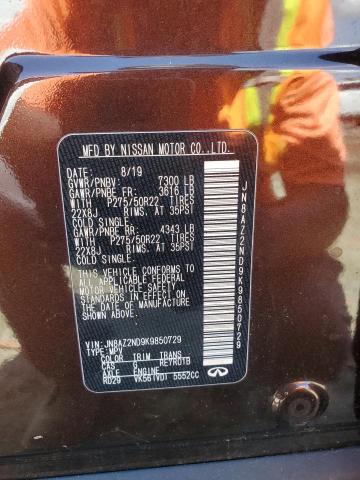 MFD BY NISSAN MOTOR CO.,LTD.
DATE: 8/19
GVWR/PNBV: 7300 LB
GAWR/PNBE FR: 3616 LB
WITH P275/50R22 TIRES
22X8J RIMS. AT 35PSI
COLD SINGLE.
GAWR/PNBE RR: 4343 LB
WITH P275/50R22 TIRES
22X8J RIMS. AT 35PSI
COLD SINGLE.
THIS VEHICLE CONFORMS TO
ALL APPLICABLE FEDERAL
MOTOR VEHICLE SAFETY
STANDARDS IN EFFECT ON
THE DATE OF MANUFACTURE
SHOWN ABOVE.
VIN:JN8AZ2ND9K9850729
TYPE:MPV
COLOR TRIM TRANS
CAS G RE7R01B
AXLE ENGINE
RD29 VK56(VD) 5552CC
INFINITI
JN8AZ2ND9K9850729